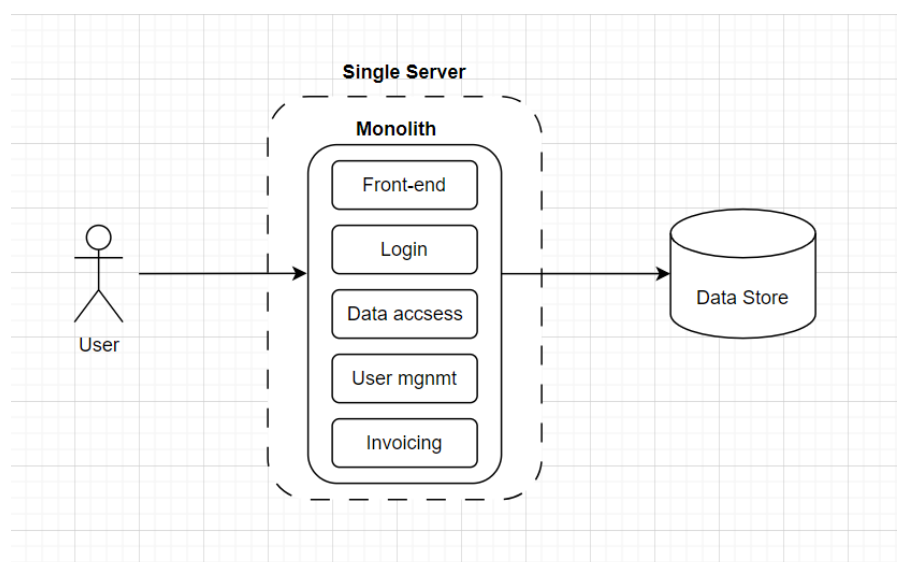 Single Server
Monolith
Front-end
Login
Data accsess
User mgnmt
Invoicing
User
Data Store